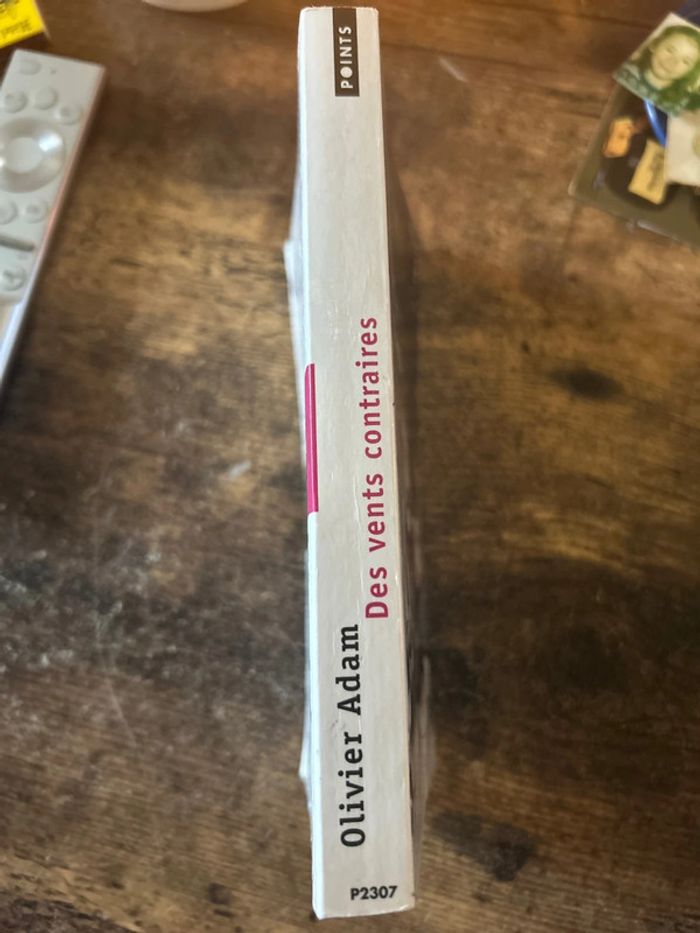 POINTS
Des vents contraires
Olivier Adam
P2307